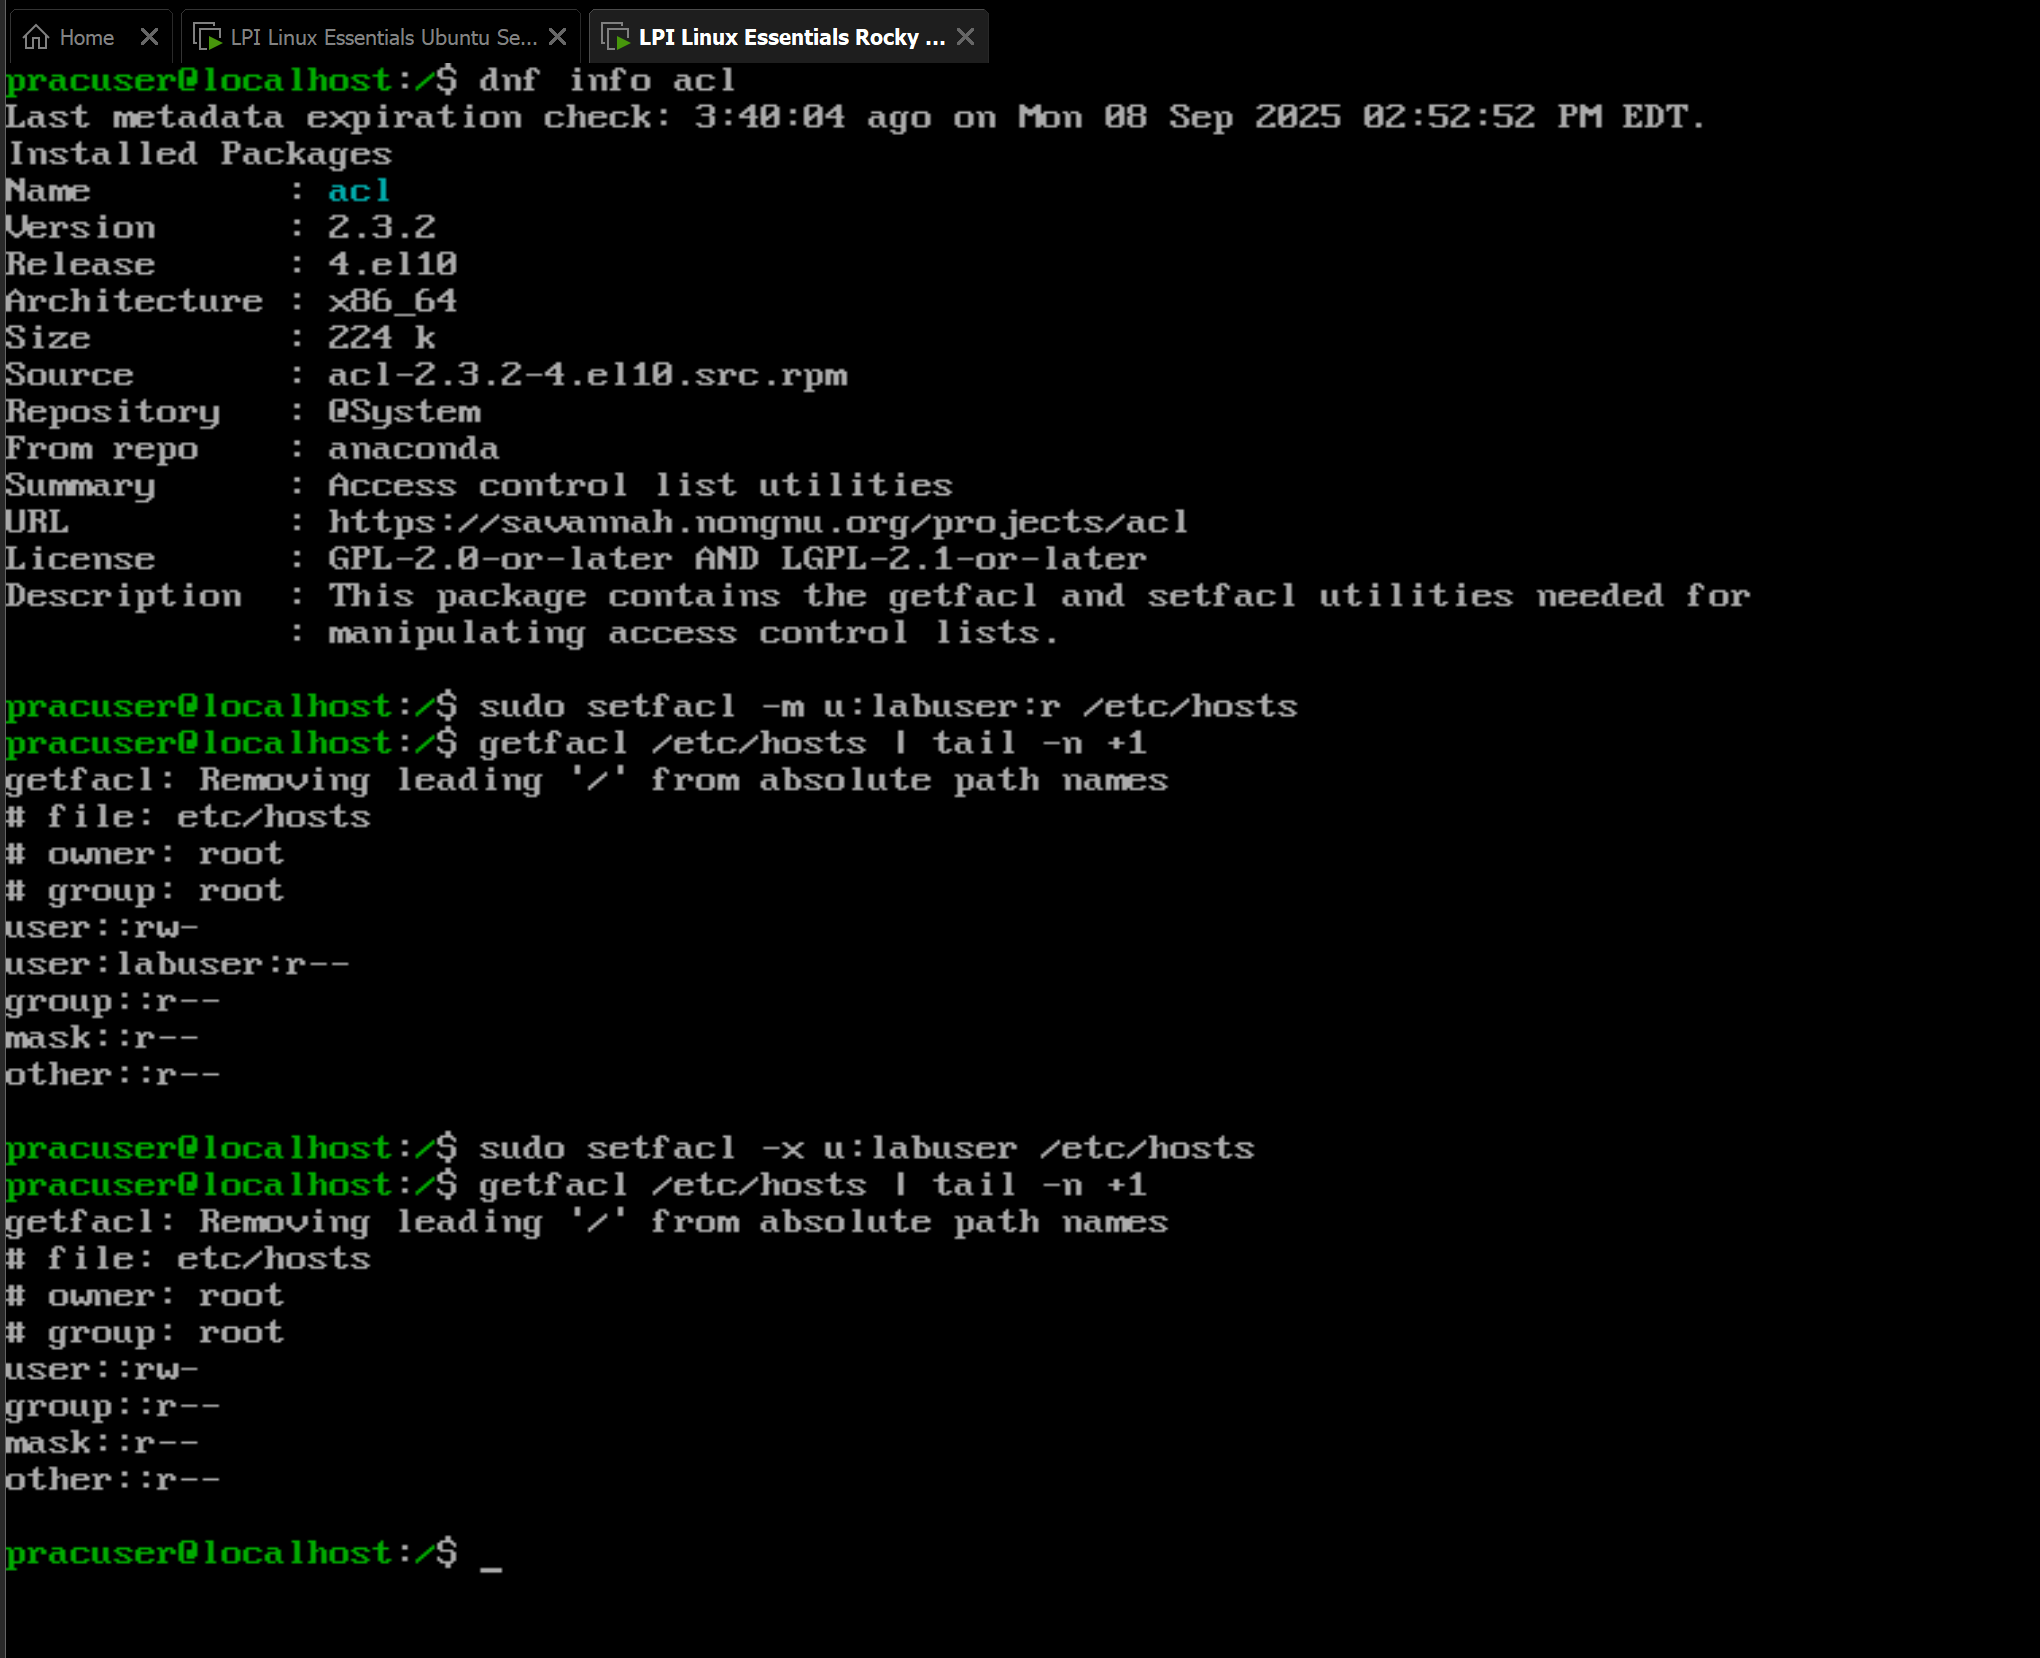 Home
LPI Linux Essentials Ubuntu Se...
LPI Linux Essentials Rocky ...
pracuser@localhost:/$ dnf info acl
Last metadata expiration check: 3:40:04 ago on Mon 08 Sep 2025 02:52:52 PM EDT.
Installed Packages
Name         : acl
Version      : 2.3.2
Release      : 4.el10
Architecture : x86_64
Size         : 224 k
Source       : acl-2.3.2-4.el10.src.rpm
Repository   : @System
From repo    : anaconda
Summary      : Access control list utilities
URL          : https://savannah.nongnu.org/projects/acl
License      : GPL-2.0-or-later AND LGPL-2.1-or-later
Description  : This package contains the getfacl and setfacl utilities needed for
             : manipulating access control lists.
pracuser@localhost:/$ sudo setfacl -m u:labuser:r /etc/hosts
pracuser@localhost:/$ getfacl /etc/hosts | tail -n +1
getfacl: Removing leading '/' from absolute path names
# file: etc/hosts
# owner: root
# group: root
user::rw-
user:labuser:r--
group::r--
mask::r--
other::r--
pracuser@localhost:/$ sudo setfacl -x u:labuser /etc/hosts
pracuser@localhost:/$ getfacl /etc/hosts | tail -n +1
getfacl: Removing leading '/' from absolute path names
# file: etc/hosts
# owner: root
# group: root
user::rw-
group::r--
mask::r--
other::r--
pracuser@localhost:/$ _